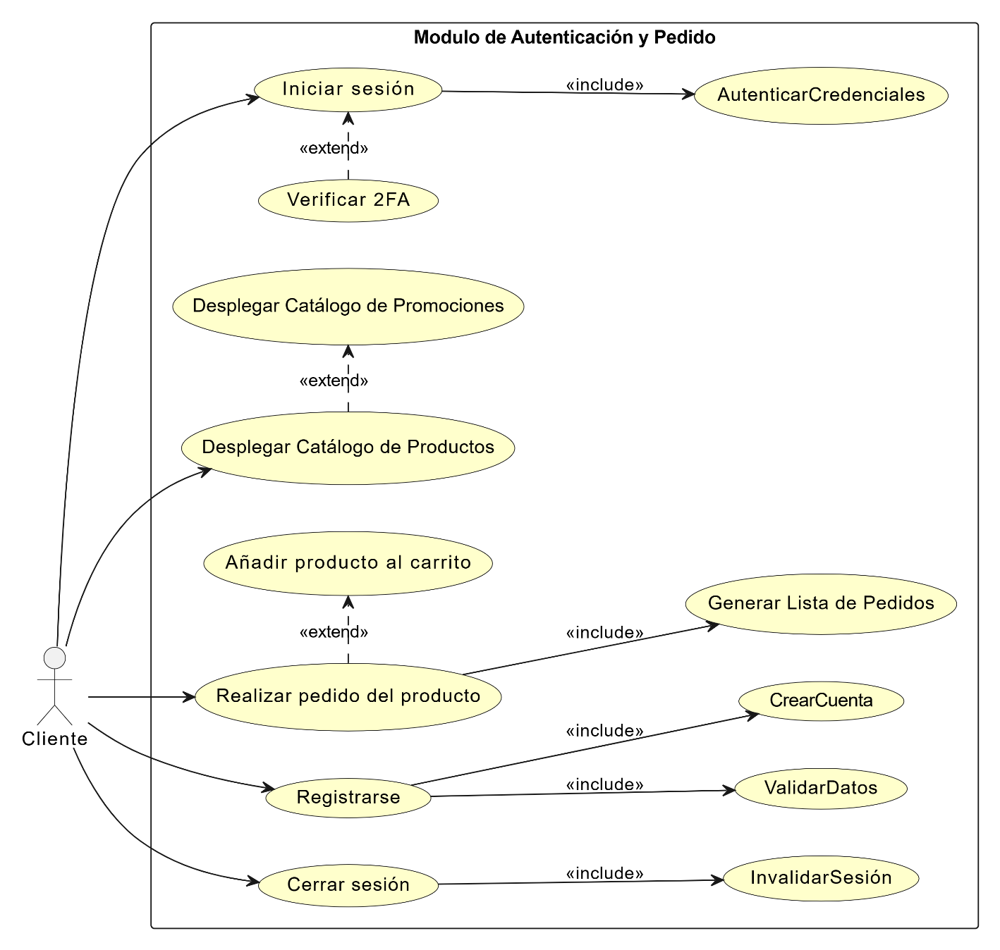 Modulo de Autenticación y Pedido
Iniciar sesión
«include»
AutenticarCredenciales
«extend»
Verificar 2FA
Desplegar Catálogo de Promociones
«extend»
Desplegar Catálogo de Productos
Añadir producto al carrito
«extend»
«include»
Generar Lista de Pedidos
Realizar pedido del producto
Cliente
«include»
CrearCuenta
Registrarse
«include»
ValidarDatos
Cerrar sesión
«include»
InvalidarSesión